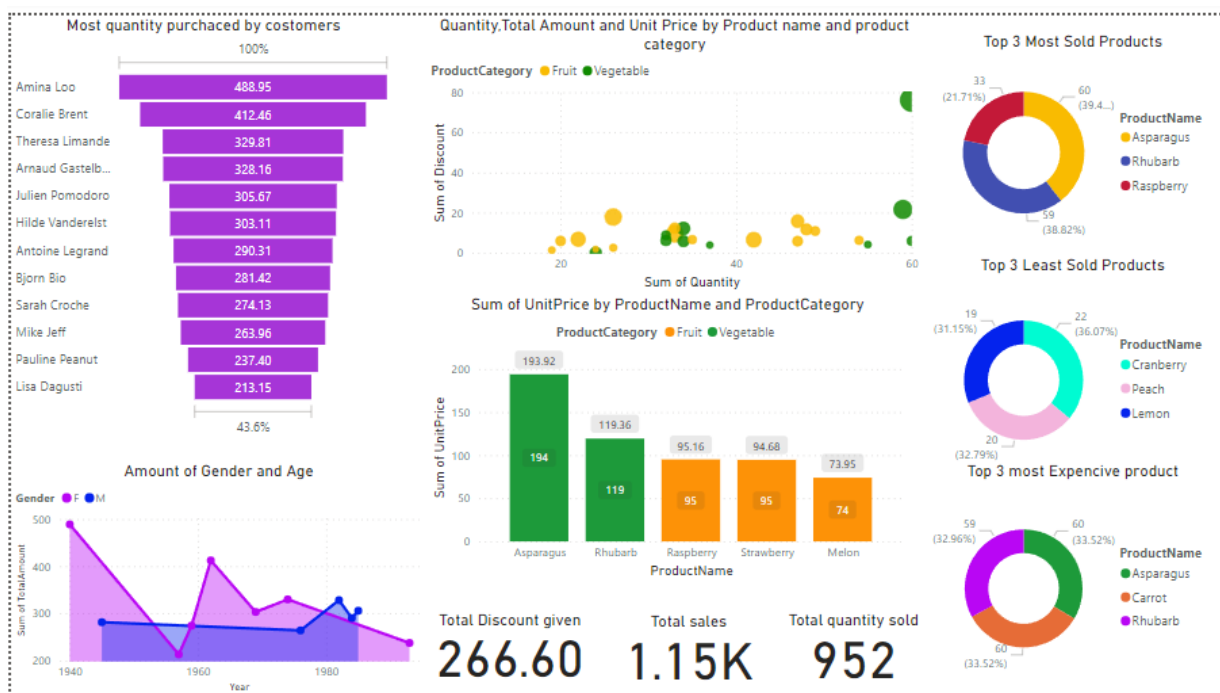 Most quantity purchaced by costomers
100%
Amina Loo 488.95
Coralie Brent 412.46
Theresa Limande 329.81
Arnaud Gastelb... 328.16
Julien Pomodoro 305.67
Hilde Vanderelst 303.11
Antoine Legrand 290.31
Bjorn Bio 281.42
Sarah Croche 274.13
Mike Jeff 263.96
Pauline Peanut 237.40
Lisa Dagusti 213.15
43.6%
Amount of Gender and Age
Gender F M
500
400
300
200
Sum of TotalAmount
1940 1960 1980
Year
Quantity,Total Amount and Unit Price by Product name and product
category
ProductCategory Fruit Vegetable
80
60
40
20
0
Sum of Discount
20 40 60
Sum of Quantity
Sum of UnitPrice by ProductName and ProductCategory
ProductCategory Fruit Vegetable
200
150
100
50
0
Sum of UnitPrice
193.92
119.36
95.16
94.68
73.95
194
119
95
95
74
Asparagus Rhubarb Raspberry Strawberry Melon
ProductName
Total Discount given
266.60
Total sales
1.15K
Total quantity sold
952
Top 3 Most Sold Products
33
(21.71%)
60
(39.4...)
59
(38.82%)
ProductName
Asparagus
Rhubarb
Raspberry
Top 3 Least Sold Products
19
(31.15%)
22
(36.07%)
20
(32.79%)
ProductName
Cranberry
Peach
Lemon
Top 3 most Expencive product
59
(32.96%)
60
(33.52%)
60
(33.52%)
ProductName
Asparagus
Carrot
Rhubarb